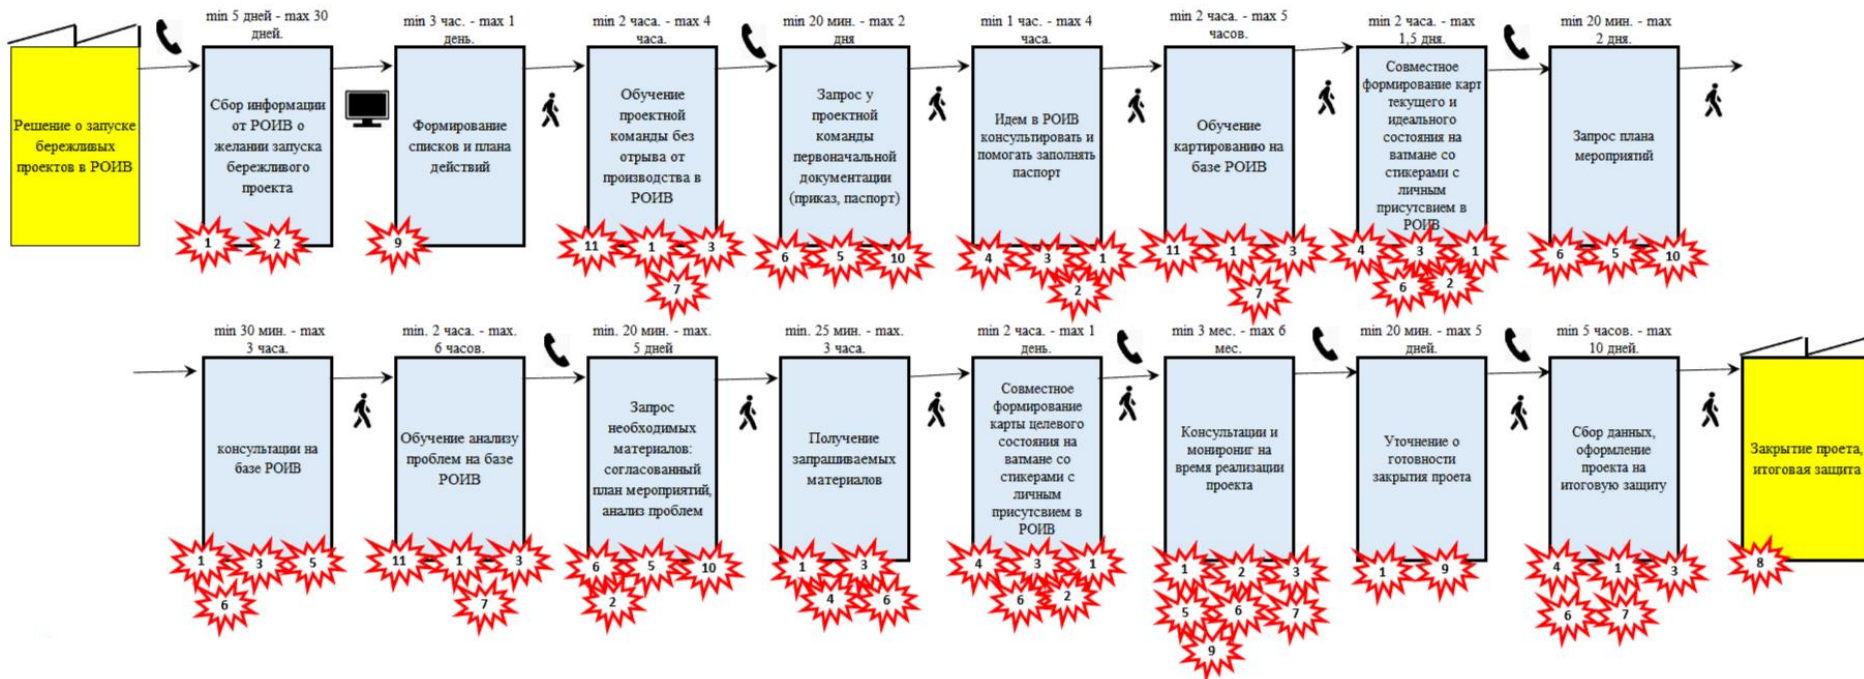 min 5 дней - max 30
дней.
min 3 час. - max 1
день.
min 2 часа. - max 4
часа.
min 20 мин. - max 2
дня
min 1 час. - max 4
часа.
min 2 часа. - max 5
часов.
min 2 часа. - max
1,5 дня.
min 20 мин. - max
2 дня.
Решение о запуске
бережливых
проектов в РОИВ
Сбор информации
от РОИВ о
желании запуска
бережливого
проекта
1
2
Формирование
списков и плана
действий
9
Обучение
проектной
команды без
отрыва от
производства в
РОИВ
11
1
3
7
Запрос у
проектной
команды
первоначальной
документации
(приказ, паспорт)
6
5
10
Идем в РОИВ
консультировать и
помогать заполнять
паспорт
4
3
1
2
Обучение
картированию на
базе РОИВ
11
1
3
7
Совместное
формирование карт
текущего и
идеального
состояния на
ватмане со
стикерами с
личным
присутсвием в
РОИВ
4
3
1
6
2
Запрос плана
мероприятий
6
5
10
min 30 мин. - max
3 часа.
min. 2 часа. - max.
6 часов.
min. 20 мин. - max.
5 дней
min. 25 мин. - max.
3 часа.
min 2 часа. - max 1
день.
min 3 мес. - max 6
мес.
min 20 мин. - max 5
дней.
min 5 часов. - max
10 дней.
консультации на
базе РОИВ
1
3
5
6
Обучение анализу
проблем на базе
РОИВ
11
1
3
7
Запрос
необходимых
материалов:
согласованный
план мероприятий,
анализ проблем
6
5
10
2
Получение
запрашиваемых
материалов
1
3
4
6
Совместное
формирование
карты целевого
состояния на
ватмане со
стикерами с
личным
присутсвием в
РОИВ
4
3
1
6
2
Консультации и
монирониг на
время реализации
проекта
1
2
3
5
6
7
9
Уточнение о
готовности
закрытия проета
1
9
Сбор данных,
оформление
проекта на
итоговую защиту
4
1
3
6
7
Закрытие проета,
итоговая защита
8